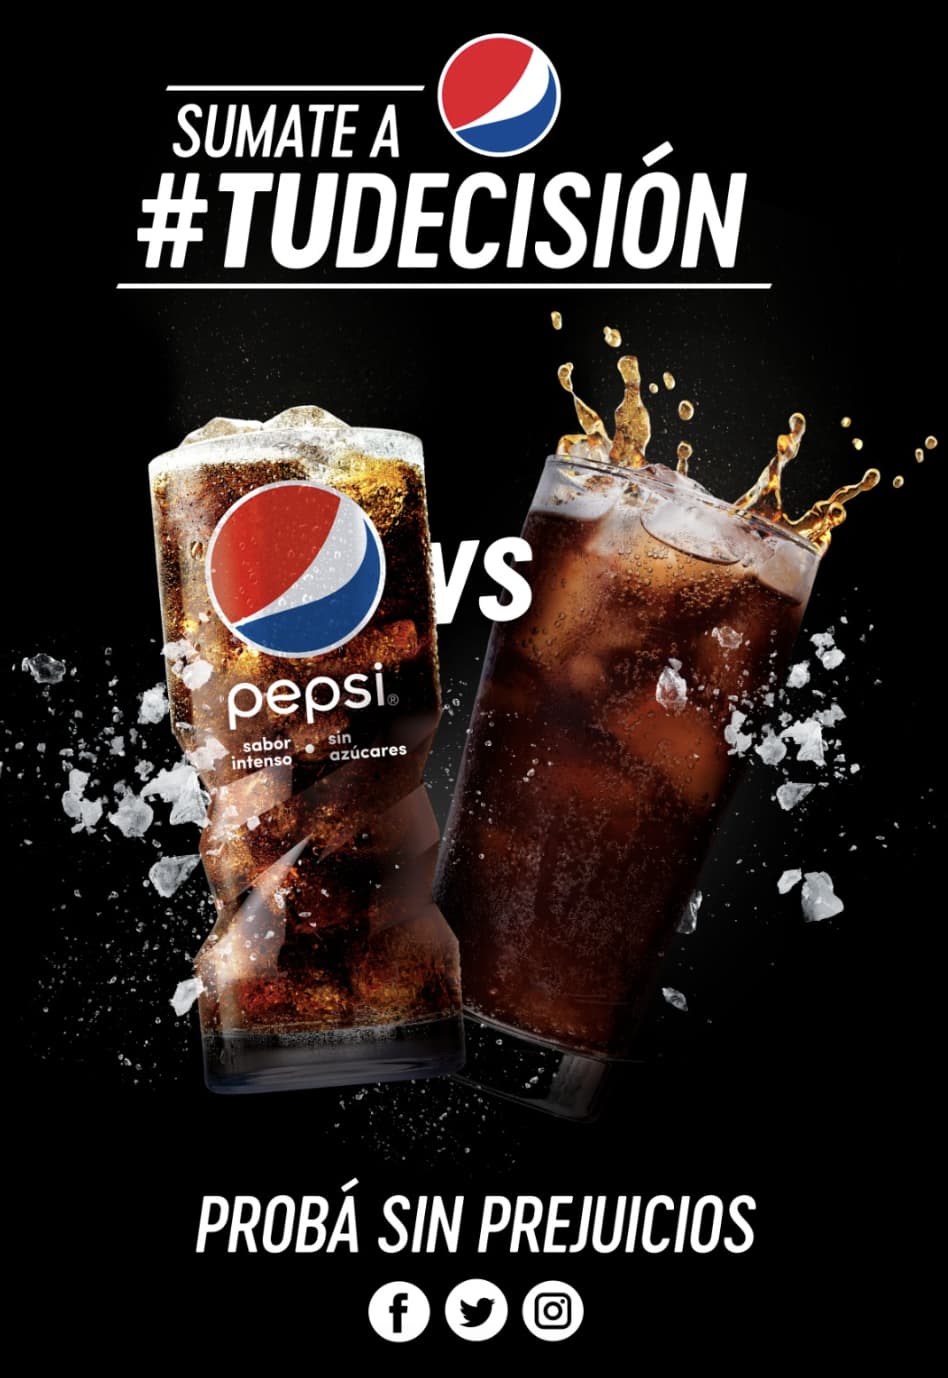 SUMATE A
#TUDECISIÓN
VS
pepsi®
sabor intenso • sin azúcares
PROBÁ SIN PREJUICIOS